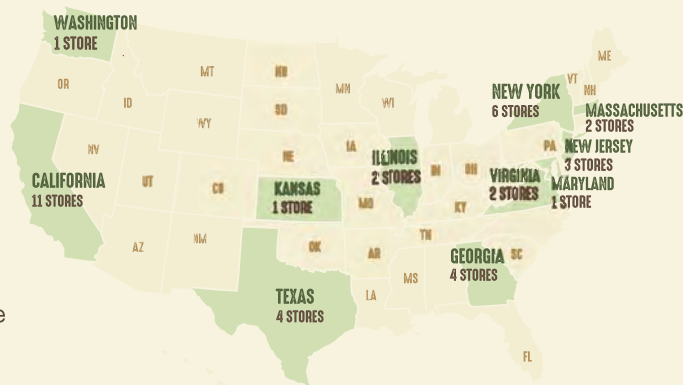 WASHINGTON
1 STORE
ME
OR
MT
ND
MN
VT
NH
ID
SD
WI
NEW YORK
6 STORES
MASSACHUSETTS
2 STORES
WY
NV
IA
NE
ILLINOIS
2 STORES
IN
OH
PA
NEW JERSEY
3 STORES
CALIFORNIA
11 STORES
UT
CO
KANSAS
1 STORE
MO
KY
VIRGINIA
2 STORES
MARYLAND
1 STORE
AZ
NM
OK
AR
TN
GEORGIA
4 STORES
SC
MS
LA
TEXAS
4 STORES
FL
e